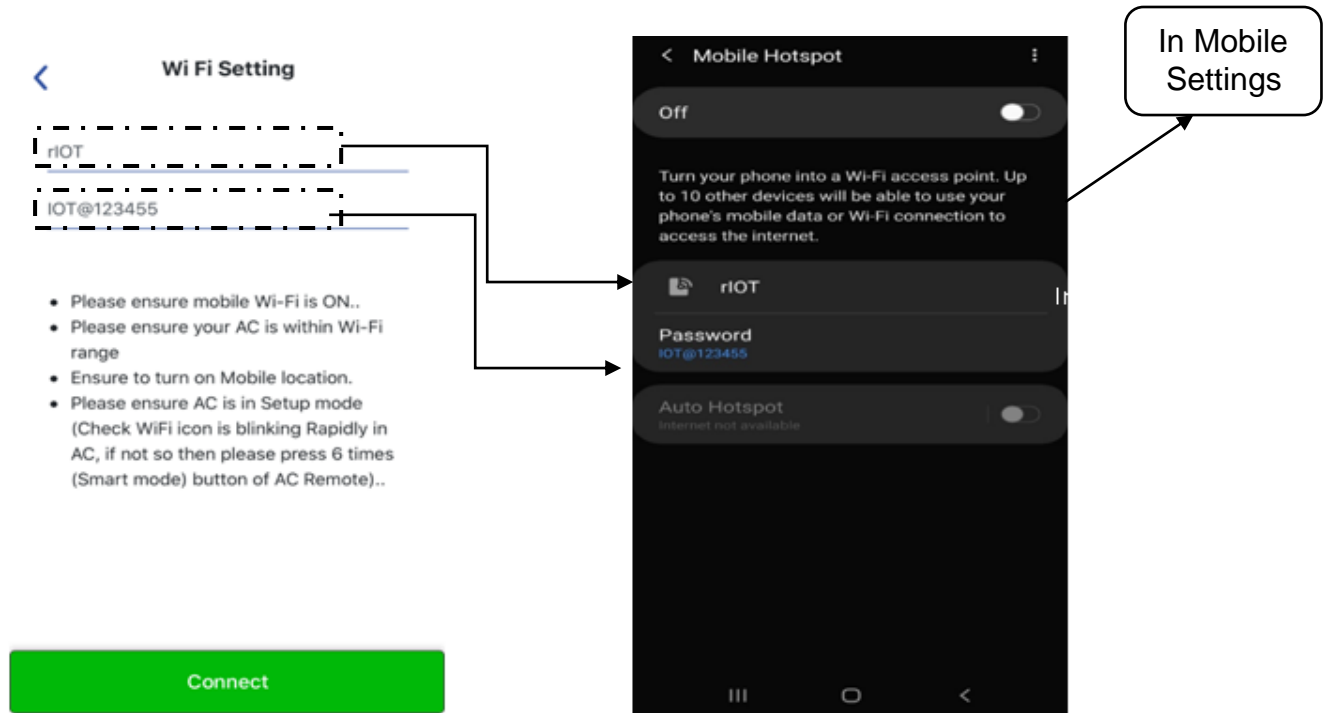 Wi Fi Setting
rIOT
IOT@123455
• Please ensure mobile Wi-Fi is ON..
• Please ensure your AC is within Wi-Fi
range
• Ensure to turn on Mobile location.
• Please ensure AC is in Setup mode
(Check WiFi icon is blinking Rapidly in
AC, if not so then please press 6 times
(Smart mode) button of AC Remote)..
Connect
Mobile Hotspot
Off
Turn your phone into a Wi-Fi access point. Up
to 10 other devices will be able to use your
phone's mobile data or Wi-Fi connection to
access the internet.
rIOT
Password
IOT@123455
Auto Hotspot
Internet not available
In Mobile
Settings